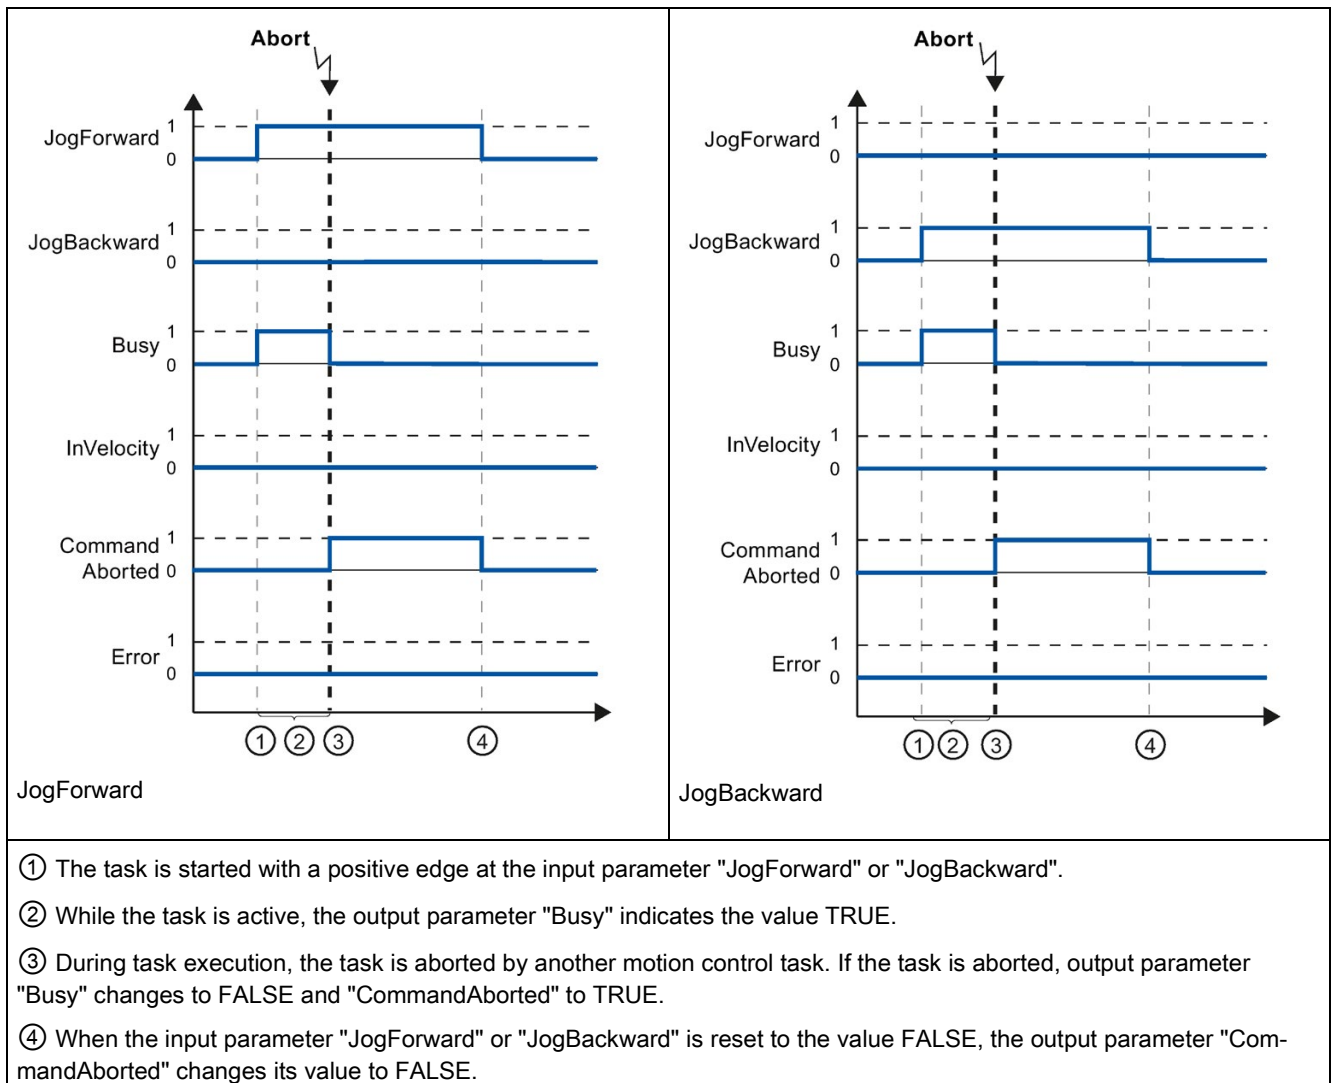 Abort
JogForward 1
0
JogBackward 1
0
Busy 1
0
InVelocity 1
0
Command
Aborted 1
0
Error 1
0
① ② ③ ④
JogForward
Abort
JogForward 1
0
JogBackward 1
0
Busy 1
0
InVelocity 1
0
Command
Aborted 1
0
Error 1
0
① ② ③ ④
JogBackward
① The task is started with a positive edge at the input parameter "JogForward" or "JogBackward".
② While the task is active, the output parameter "Busy" indicates the value TRUE.
③ During task execution, the task is aborted by another motion control task. If the task is aborted, output parameter
"Busy" changes to FALSE and "CommandAborted" to TRUE.
④ When the input parameter "JogForward" or "JogBackward" is reset to the value FALSE, the output parameter "Com-
mandAborted" changes its value to FALSE.